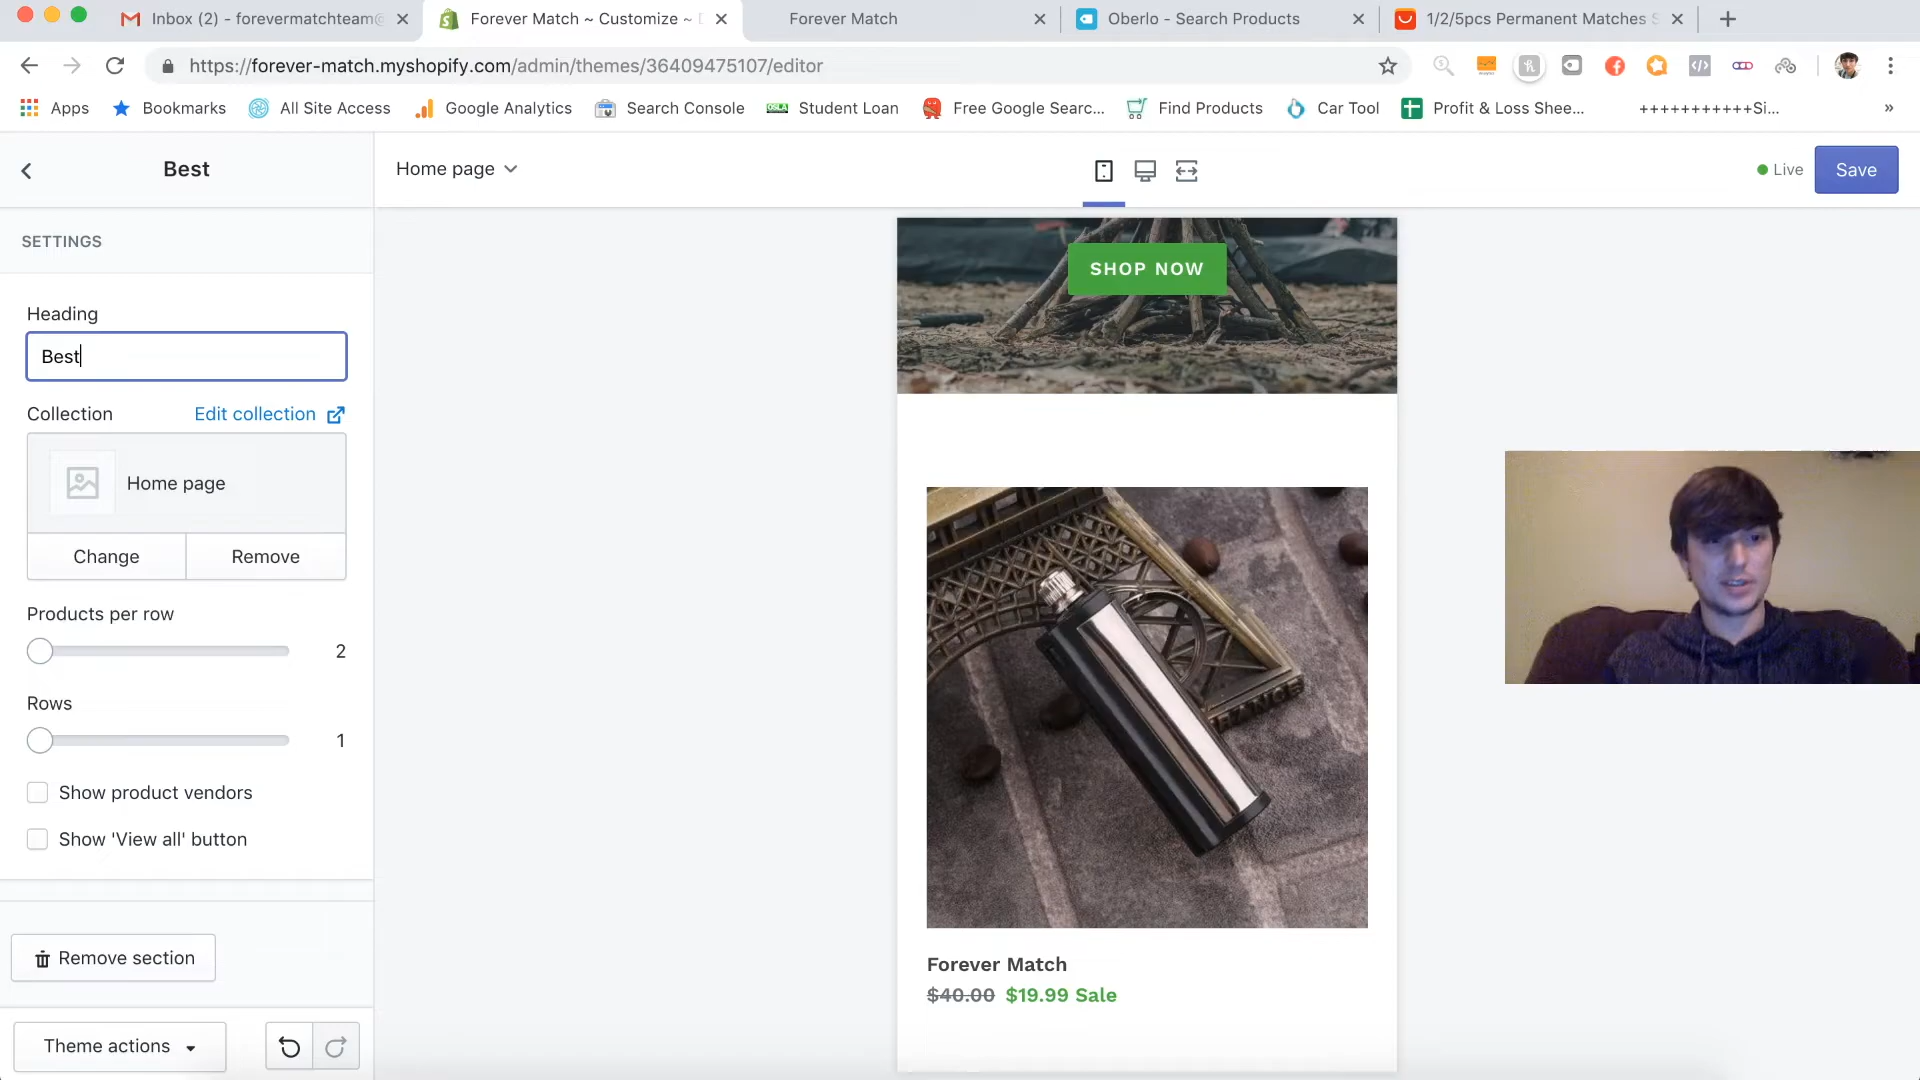 Inbox (2) - forevermatchteam@
Forever Match ~ Customize ~
Forever Match
Oberlo - Search Products
1/2/5pcs Permanent Matches S
https://forever-match.myshopify.com/admin/themes/36409475107/editor
Apps
Bookmarks
All Site Access
Google Analytics
Search Console
Student Loan
Free Google Searc...
Find Products
Car Tool
Profit & Loss Shee...
+++++++++++Si...
»
Best
Home page
Live
Save
SETTINGS
SHOP NOW
Heading
Best
Collection
Edit collection
Home page
Change
Remove
Products per row
2
Rows
1
Show product vendors
Show 'View all' button
Remove section
Theme actions
Forever Match
$40.00 $19.99 Sale